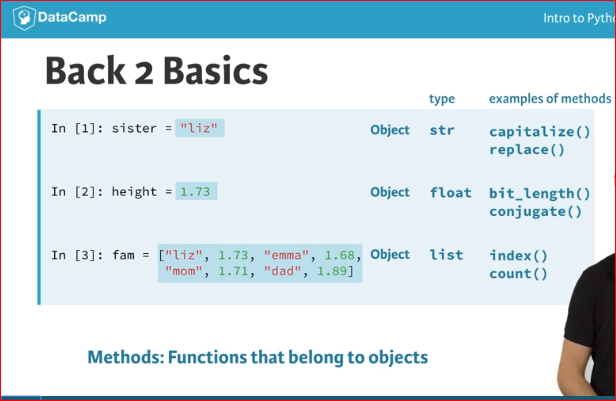 DataCamp
Intro to Pytho
Back 2 Basics
type examples of methods
In [1]: sister = "liz" Object str capitalize()
replace()
In [2]: height = 1.73 Object float bit_length()
conjugate()
In [3]: fam = ["liz", 1.73, "emma", 1.68, Object list index()
"mom", 1.71, "dad", 1.89] count()
Methods: Functions that belong to objects